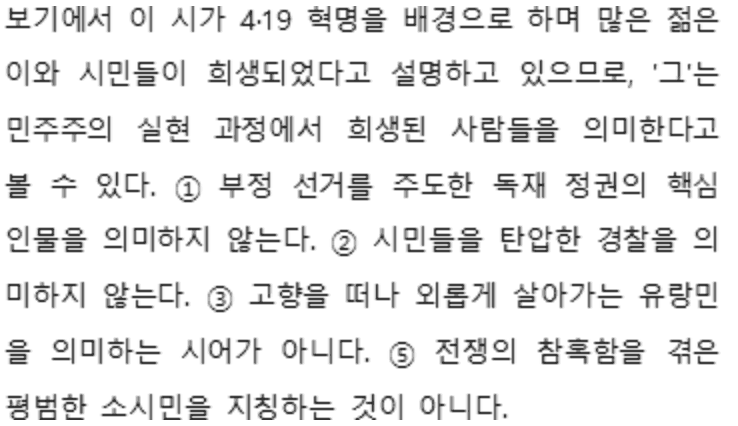 보기에서 이 시가 4·19 혁명을 배경으로 하며 많은 젊은
이와 시민들이 희생되었다고 설명하고 있으므로, '그'는
민주주의 실현 과정에서 희생된 사람들을 의미한다고
볼 수 있다. ① 부정 선거를 주도한 독재 정권의 핵심
인물을 의미하지 않는다. ② 시민들을 탄압한 경찰을 의
미하지 않는다. ③ 고향을 떠나 외롭게 살아가는 유랑민
을 의미하는 시어가 아니다. ⑤ 전쟁의 참혹함을 겪은
평범한 소시민을 지칭하는 것이 아니다.